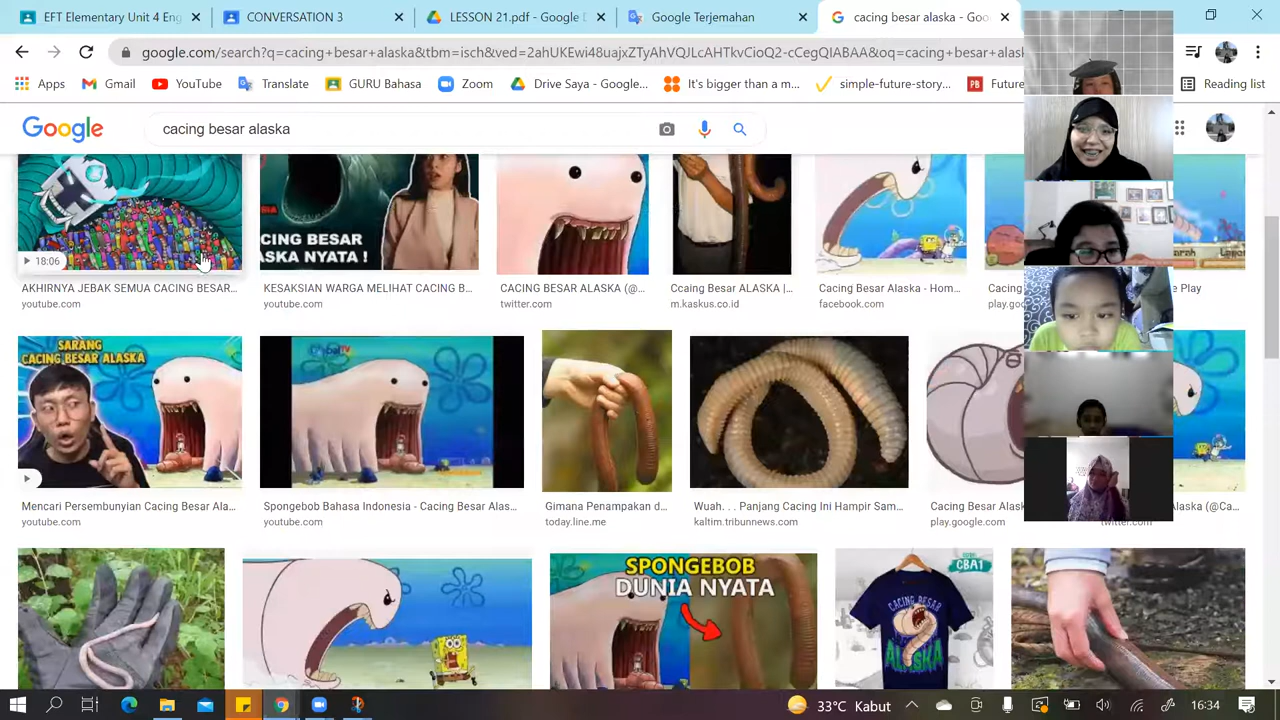 EFT Elementary Unit 4 Eng
CONVERSATION 3
LESSON 21.pdf - Google D
Google Terjemahan
cacing besar alaska - Goo
google.com/search?q=cacing+besar+alaska&tbm=isch&ved=2ahUKEwi48uajxZTyAhVQJLcAHTkvCioQ2-cCegQIABAA&oq=cacing+besar+alask
Apps
Gmail
YouTube
Translate
GURU
Drive Saya - Google...
It's bigger than a m...
simple-future-story...
Future
Reading list
Google
cacing besar alaska
18:06
CING BESAR
ASKA NYATA !
AKHIRNYA JEBAK SEMUA CACING BESAR...
KESAKSIAN WARGA MELIHAT CACING B...
CACING BESAR ALASKA (@...
Ccaing Besar ALASKA |...
Cacing Besar Alaska - Hom...
Play
youtube.com
youtube.com
twitter.com
m.kaskus.co.id
facebook.com
play.goo
SARANG
CACING BESAR ALASKA
Mencari Persembunyian Cacing Besar Ala...
Spongebob Bahasa Indonesia - Cacing Besar Alas...
Gimana Penampakan d...
Wuah. . . Panjang Cacing Ini Hampir Sam...
Cacing Besar Alask
Alaska (@Ca...
youtube.com
youtube.com
today.line.me
kaltim.tribunnews.com
play.google.com
twitter.com
SPONGEBOB
DUNIA NYATA
CBA1
CACING BESAR
ALASKA
33°C Kabut
16:34